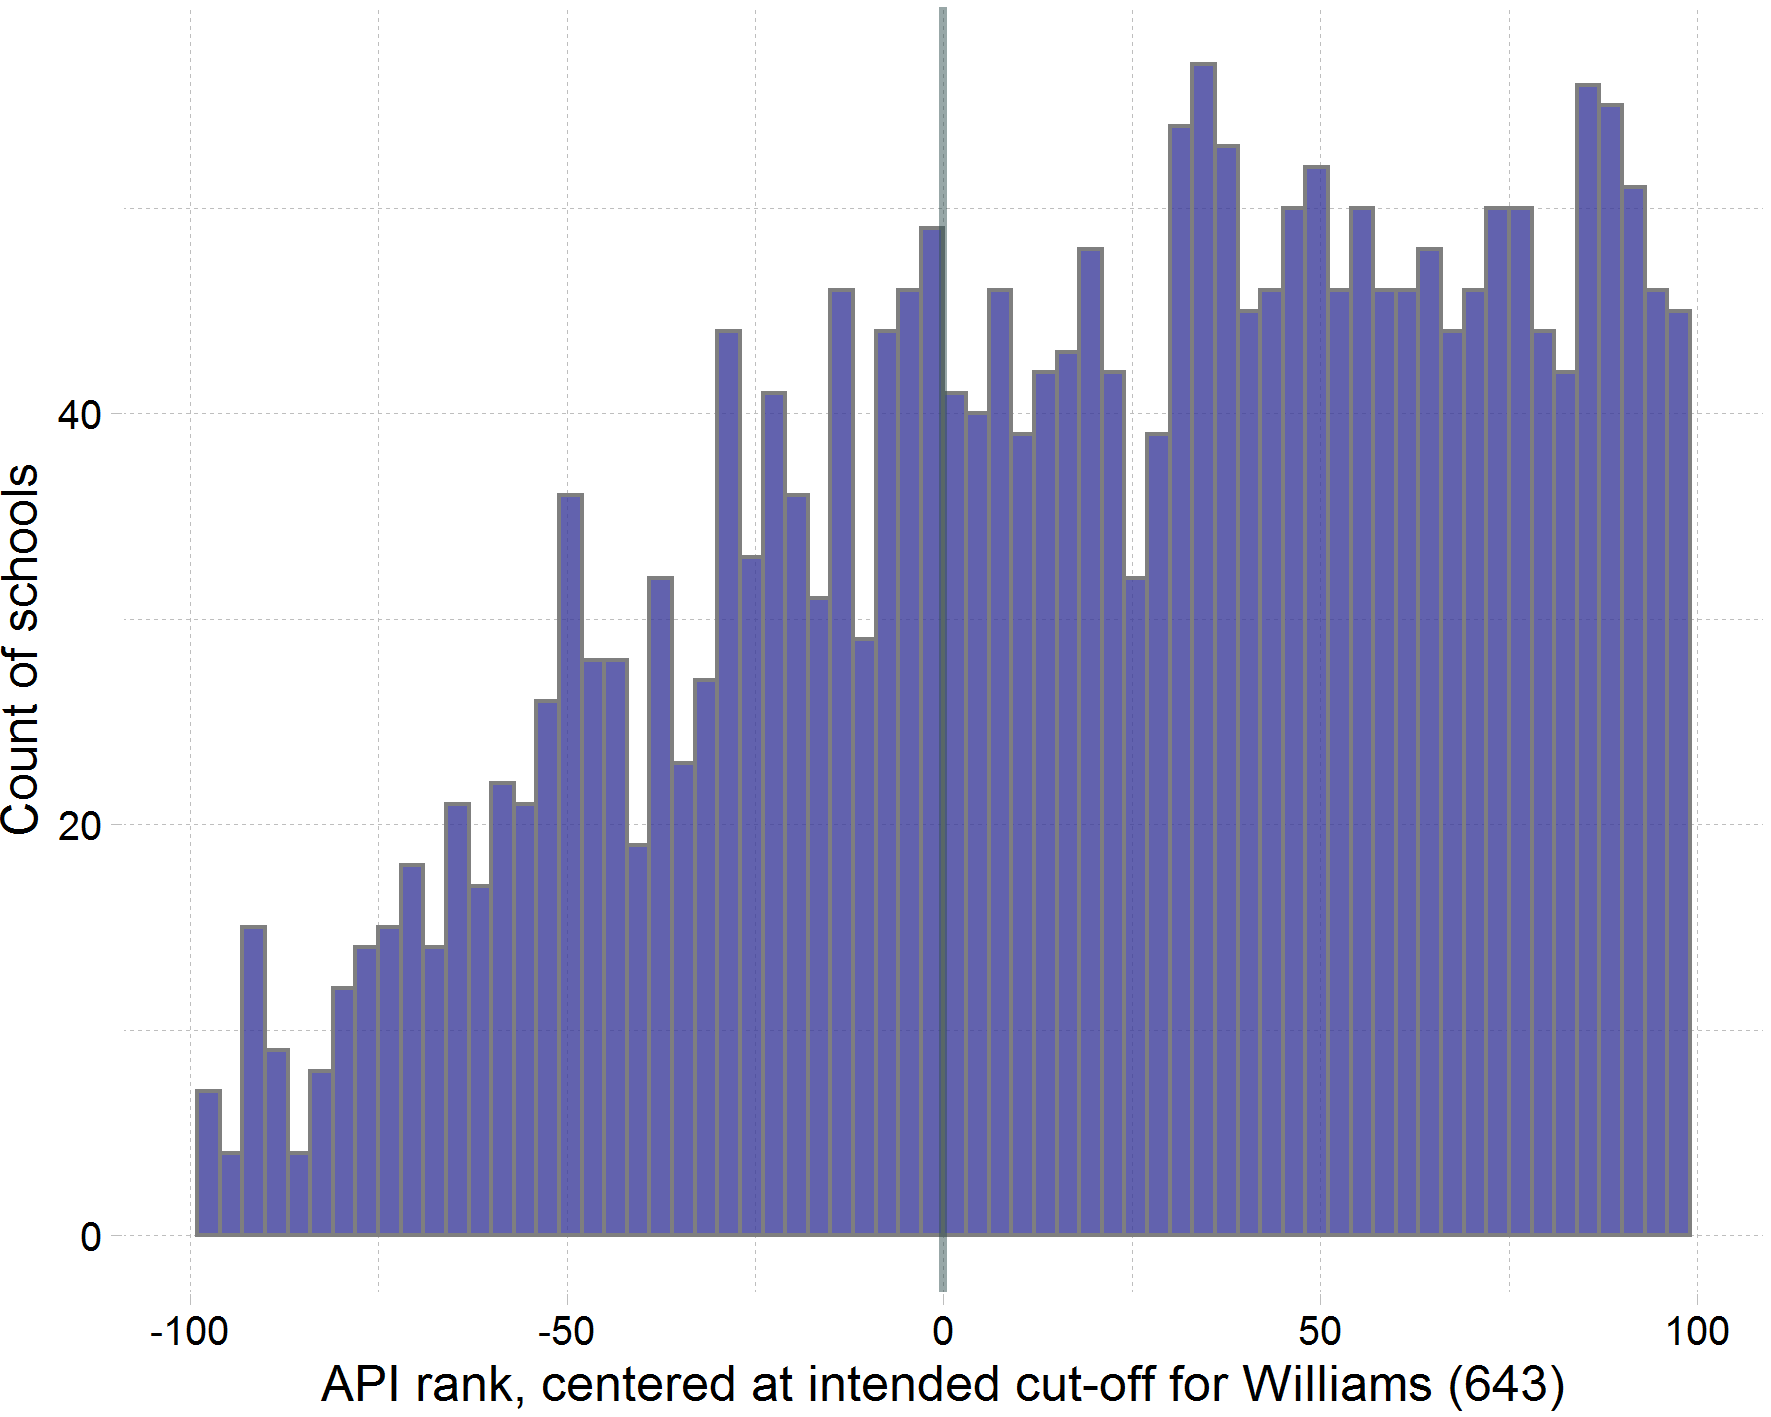 Count of schools
40
20
0
-100 -50 0 50 100
API rank, centered at intended cut-off for Williams (643)